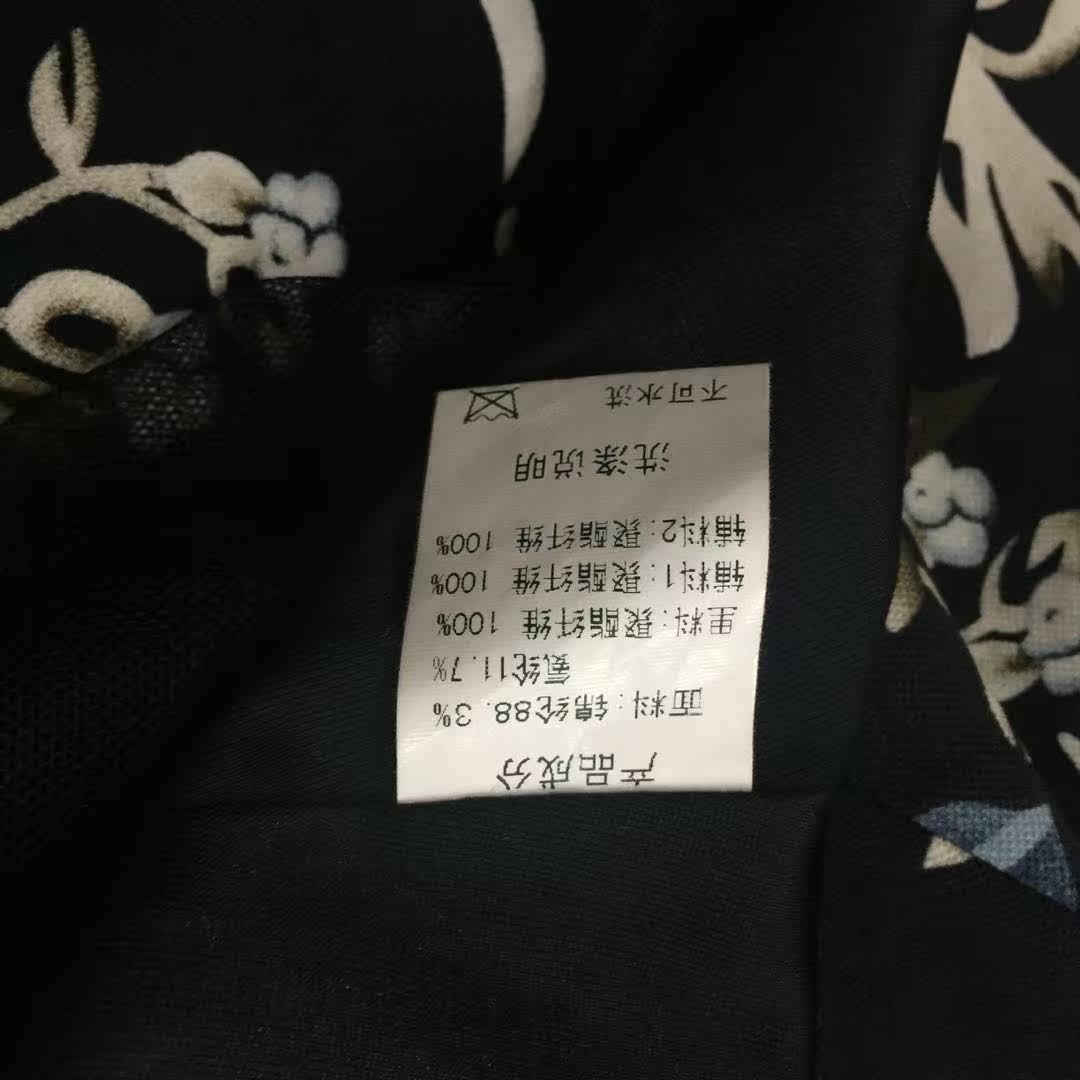 产品成分
面料:锦纶88.3%
氨纶11.7%
里料:聚酯纤维 100%
辅料1:聚酯纤维 100%
辅料2:聚酯纤维 100%
洗涤说明
不可水洗